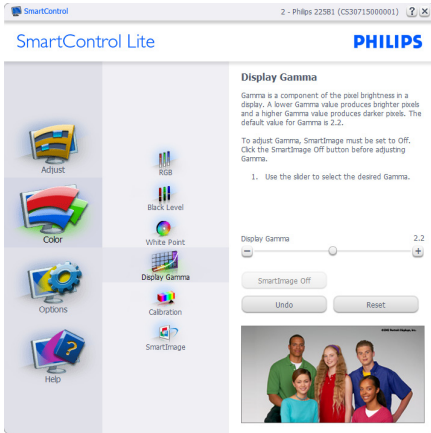 SmartControl
2 - Philips 225B1 (CS30715000001)
?
SmartControl Lite
PHILIPS
Adjust
Color
Options
Help
RGB
Black Level
White Point
Display Gamma
Calibration
SmartImage
Display Gamma
Gamma is a component of the pixel brightness in a
display. A lower Gamma value produces brighter pixels
and a higher Gamma value produces darker pixels. The
default value for Gamma is 2.2.
To adjust Gamma, SmartImage must be set to Off.
Click the SmartImage Off button before adjusting
Gamma.
1. Use the slider to select the desired Gamma.
Display Gamma 2.2
SmartImage Off
Undo Reset